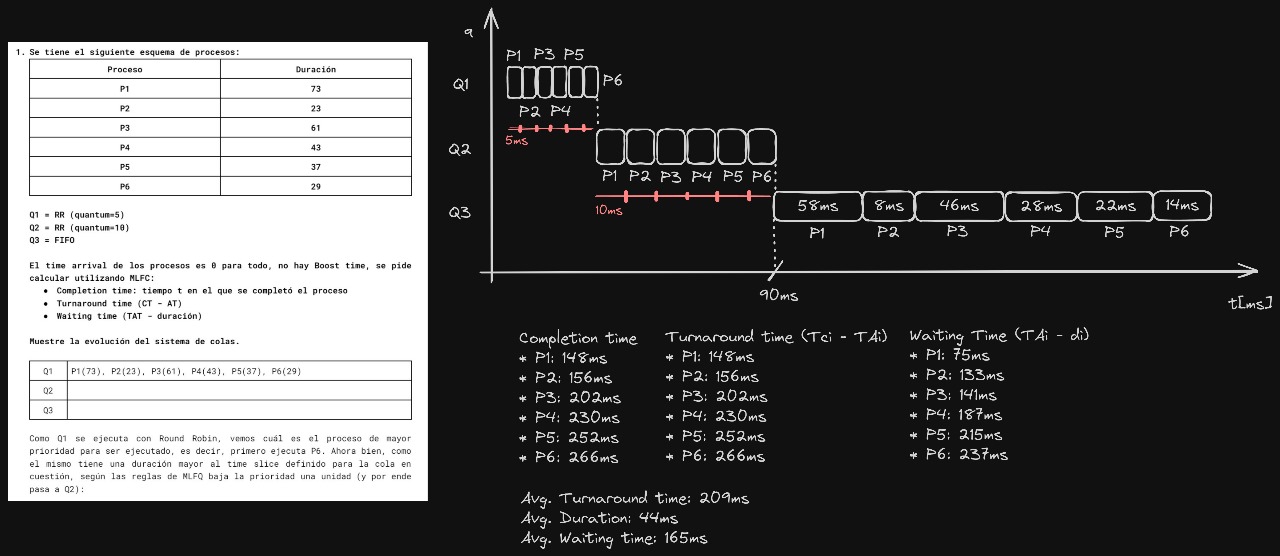 1. Se tiene el siguiente esquema de procesos:
Proceso Duración
P1 73
P2 23
P3 61
P4 43
P5 37
P6 29
Q1 = RR (quantum=5)
Q2 = RR (quantum=10)
Q3 = FIFO
El time arrival de los procesos es 0 para todo, no hay Boost time, se pide
calcular utilizando MLFC:
● Completion time: tiempo t en el que se completó el proceso
● Turnaround time (CT - AT)
● Waiting time (TAT - duración)
Muestre la evolución del sistema de colas.
Q1 P1(73), P2(23), P3(61), P4(43), P5(37), P6(29)
Q2
Q3
Como Q1 se ejecuta con Round Robin, vemos cuál es el proceso de mayor
prioridad para ser ejecutado, es decir, primero ejecuta P6. Ahora bien, como
el mismo tiene una duración mayor al time slice definido para la cola en
cuestión, según las reglas de MLFQ baja la prioridad una unidad (y por ende
pasa a Q2):
q
P1 P3 P5
Q1
P6
P2 P4
5ms
Q2
P1 P2 P3 P4 P5 P6
10ms
Q3
58ms 8ms 46ms 28ms 22ms 14ms
P1 P2 P3 P4 P5 P6
90ms
t[ms]
Completion time
* P1: 148ms
* P2: 156ms
* P3: 202ms
* P4: 230ms
* P5: 252ms
* P6: 266ms
Turnaround time (Tci - TAi)
* P1: 148ms
* P2: 156ms
* P3: 202ms
* P4: 230ms
* P5: 252ms
* P6: 266ms
Waiting Time (TAi - di)
* P1: 75ms
* P2: 133ms
* P3: 141ms
* P4: 187ms
* P5: 215ms
* P6: 237ms
Avg. Turnaround time: 209ms
Avg. Duration: 44ms
Avg. Waiting time: 165ms